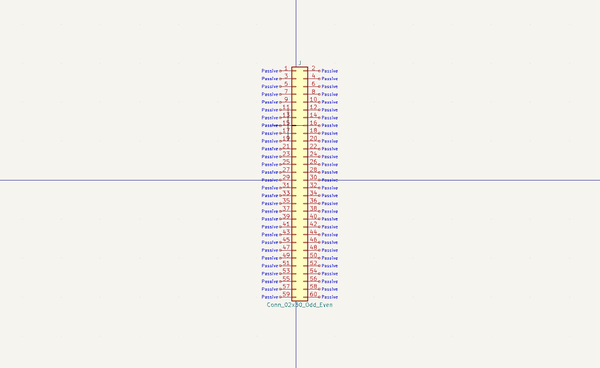 J
Passive 1 2 Passive
Passive 3 4 Passive
Passive 5 6 Passive
Passive 7 8 Passive
Passive 9 10 Passive
Passive 11 12 Passive
Passive 13 14 Passive
Passive 15 16 Passive
Passive 17 18 Passive
Passive 19 20 Passive
Passive 21 22 Passive
Passive 23 24 Passive
Passive 25 26 Passive
Passive 27 28 Passive
Passive 29 30 Passive
Passive 31 32 Passive
Passive 33 34 Passive
Passive 35 36 Passive
Passive 37 38 Passive
Passive 39 40 Passive
Passive 41 42 Passive
Passive 43 44 Passive
Passive 45 46 Passive
Passive 47 48 Passive
Passive 49 50 Passive
Passive 51 52 Passive
Passive 53 54 Passive
Passive 55 56 Passive
Passive 57 58 Passive
Passive 59 60 Passive
Conn_02x30_Odd_Even